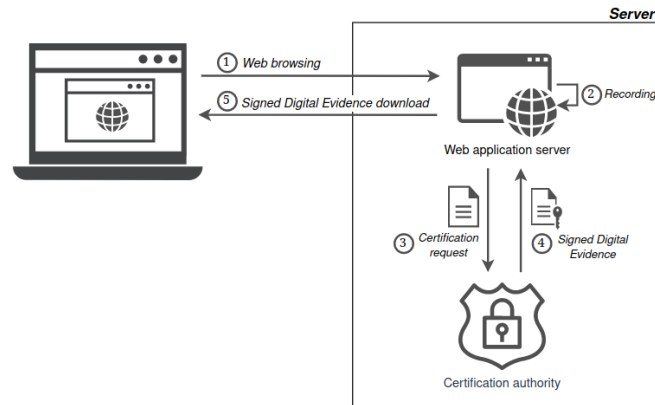 Server
1 Web browsing
5 Signed Digital Evidence download
2 Recording
Web application server
3 Certification
request
4 Signed Digital
Evidence
Certification authority